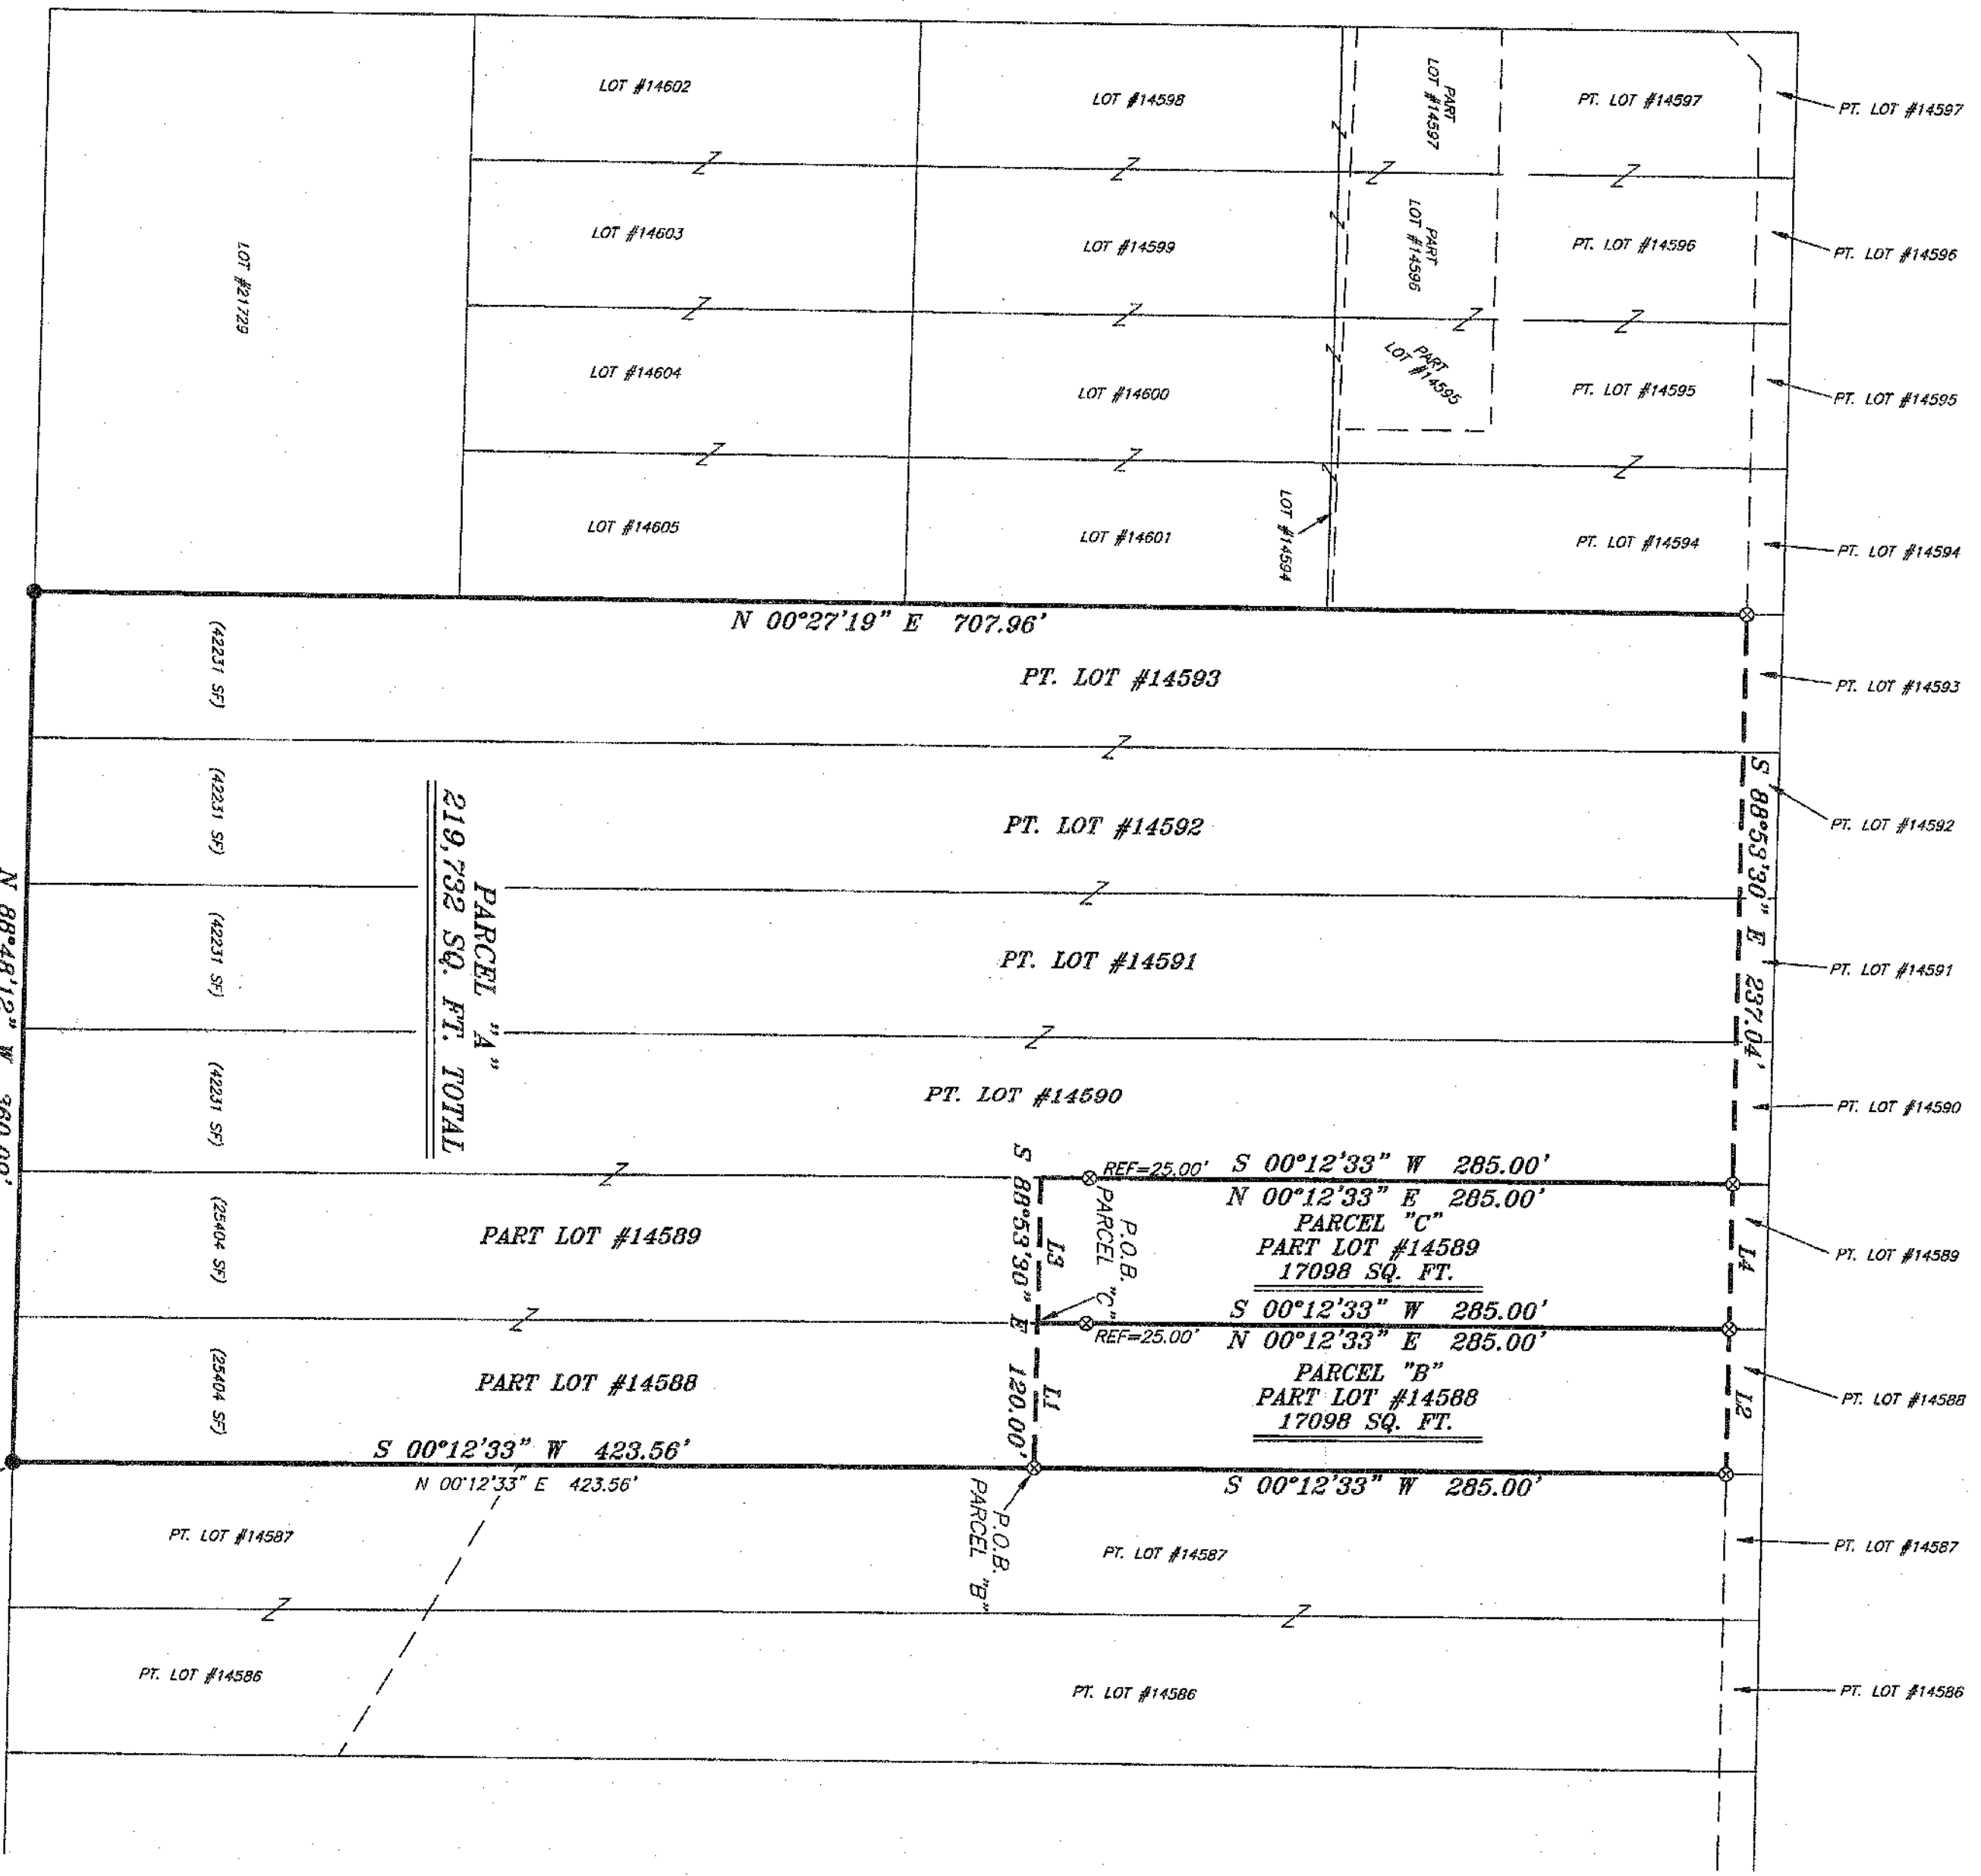 LOT #14602
LOT #14598
PART
LOT #14597
PT. LOT #14597
PT. LOT #14597
LOT #21729
LOT #14603
LOT #14599
PART
LOT #14596
PT. LOT #14596
PT. LOT #14596
LOT #14604
LOT #14600
PART
LOT #14595
PT. LOT #14595
PT. LOT #14595
LOT #14605
LOT #14601
LOT #14594
PT. LOT #14594
PT. LOT #14594
N 00°27'19" E 707.96'
(42231 SF)
PT. LOT #14593
PT. LOT #14593
S 88°53'30" E 237.04'
(42231 SF)
PT. LOT #14592
PT. LOT #14592
PARCEL "A"
219,732 SQ. FT. TOTAL
(42231 SF)
PT. LOT #14591
PT. LOT #14591
(42231 SF)
PT. LOT #14590
PT. LOT #14590
N 88°48'12" W 360.00'
REF=25.00'
S 00°12'33" W 285.00'
N 00°12'33" E 285.00'
PARCEL "C"
PART LOT #14589
17098 SQ. FT.
S 88°53'30" E 120.00'
L3
P.O.B.
PARCEL "C"
L4
PT. LOT #14589
(25404 SF)
PART LOT #14589
S 00°12'33" W 285.00'
REF=25.00'
N 00°12'33" E 285.00'
PARCEL "B"
PART LOT #14588
17098 SQ. FT.
L1
L2
PT. LOT #14588
(25404 SF)
PART LOT #14588
S 00°12'33" W 423.56'
N 00°12'33" E 423.56'
S 00°12'33" W 285.00'
P.O.B.
PARCEL "B"
PT. LOT #14587
PT. LOT #14587
PT. LOT #14587
PT. LOT #14586
PT. LOT #14586
PT. LOT #14586